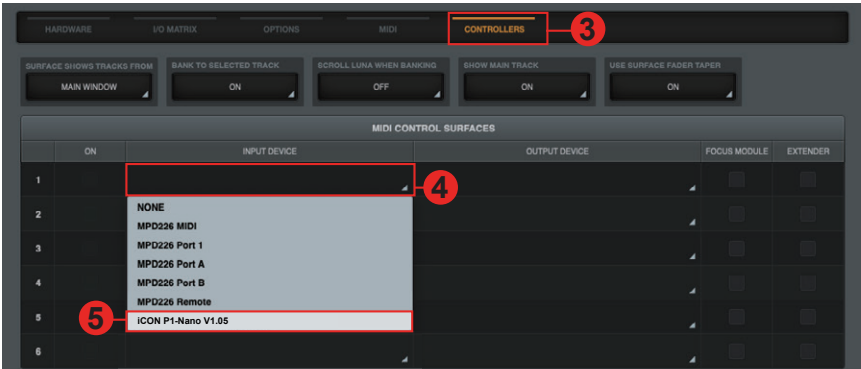 HARDWARE I/O MATRIX OPTIONS MIDI CONTROLLERS 3
SURFACE SHOWS TRACKS FROM BANK TO SELECTED TRACK SCROLL LUNA WHEN BANKING SHOW MAIN TRACK USE SURFACE FADER TAPER
MAIN WINDOW ON OFF ON ON
MIDI CONTROL SURFACES
ON INPUT DEVICE OUTPUT DEVICE FOCUS MODULE EXTENDER
1 4
NONE
2
MPD226 MIDI
3 MPD226 Port 1
MPD226 Port A
4 MPD226 Port B
MPD226 Remote
5 5 iCON P1-Nano V1.05
6